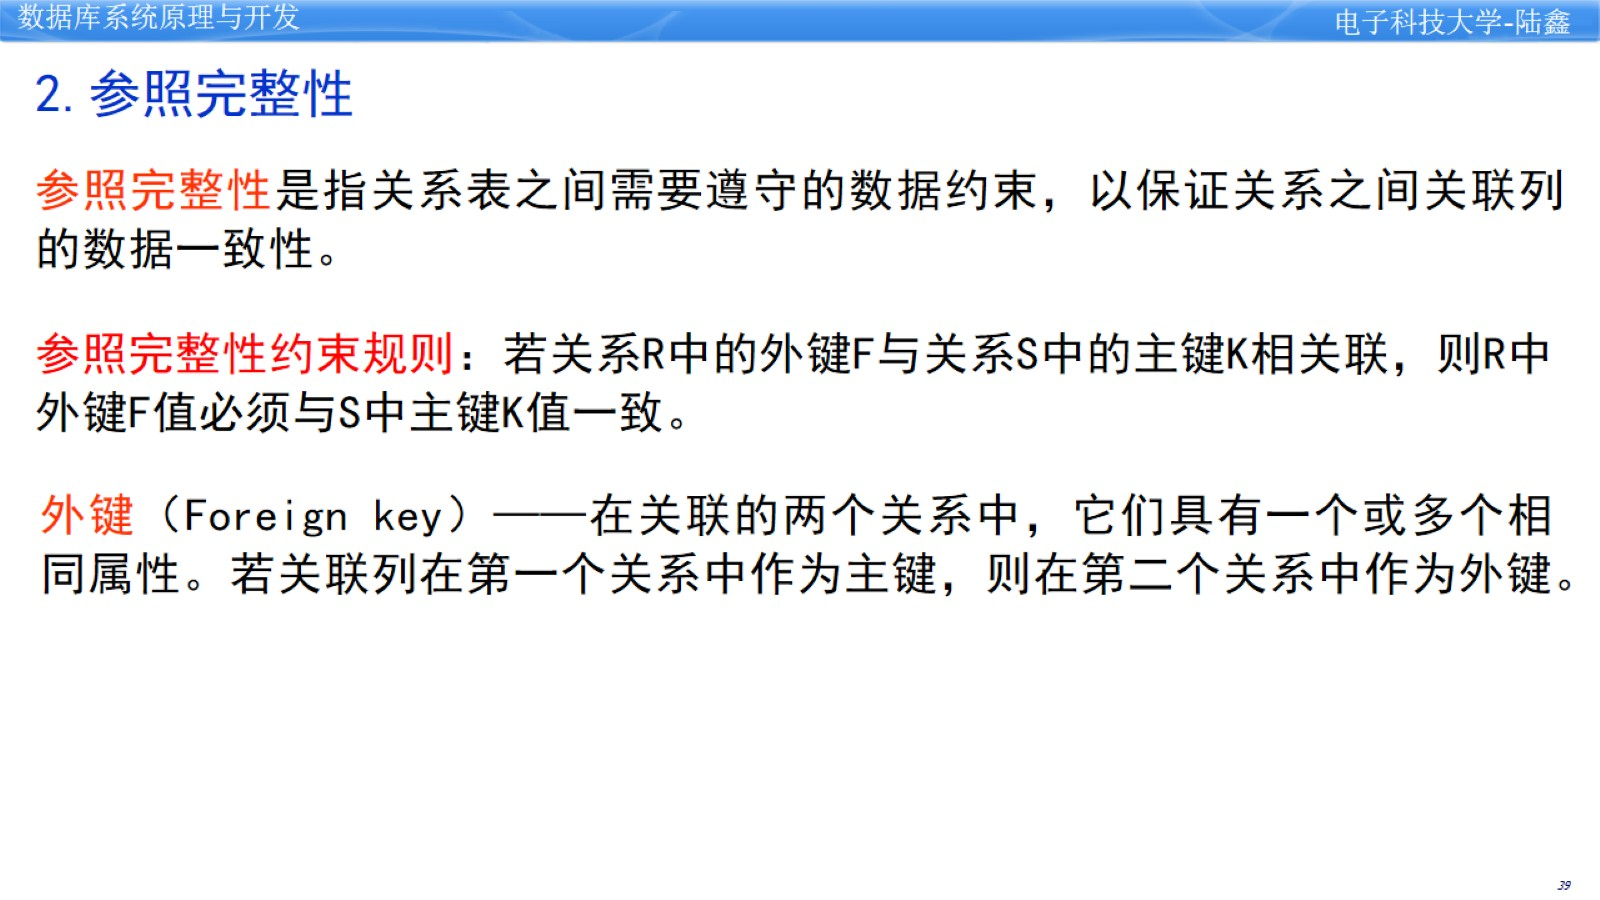 数据库系统原理与开发
电子科技大学-陆鑫
2.参照完整性
参照完整性是指关系表之间需要遵守的数据约束，以保证关系之间关联列
的数据一致性。
参照完整性约束规则：若关系R中的外键F与关系S中的主键K相关联，则R中
外键F值必须与S中主键K值一致。
外键（Foreign key）——在关联的两个关系中，它们具有一个或多个相
同属性。若关联列在第一个关系中作为主键，则在第二个关系中作为外键。
39